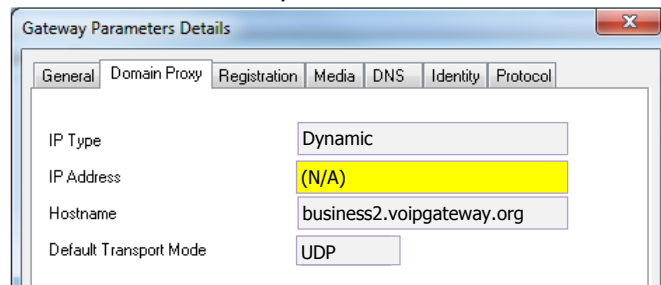 Gateway Parameters Details
X
General Domain Proxy Registration Media DNS Identity Protocol
IP Type Dynamic
IP Address (N/A)
Hostname business2.voipgateway.org
Default Transport Mode UDP